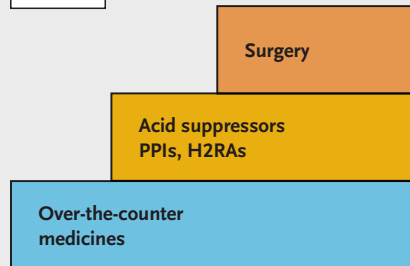 Surgery
Acid suppressors
PPIs, H2RAs
Over-the-counter
medicines